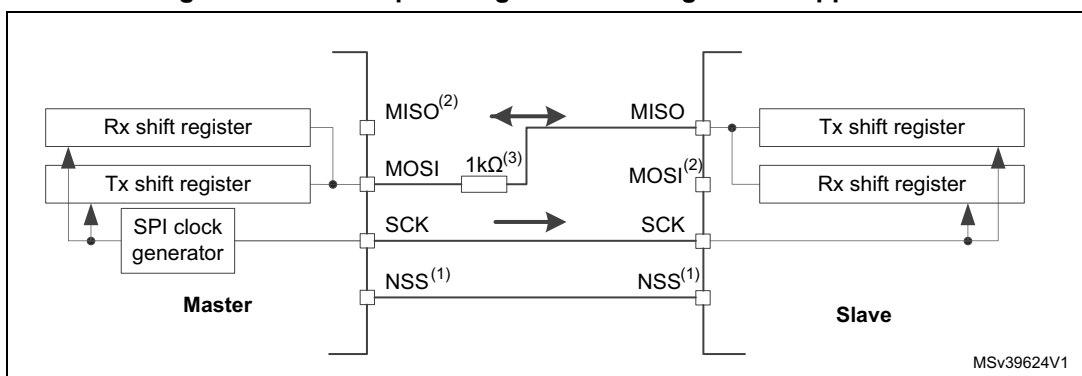 MISO(2)
MISO
Rx shift register
Tx shift register
MOSI
1kΩ(3)
MOSI(2)
Tx shift register
Rx shift register
SPI clock
generator
SCK
SCK
NSS(1)
NSS(1)
Master
Slave
MSv39624V1